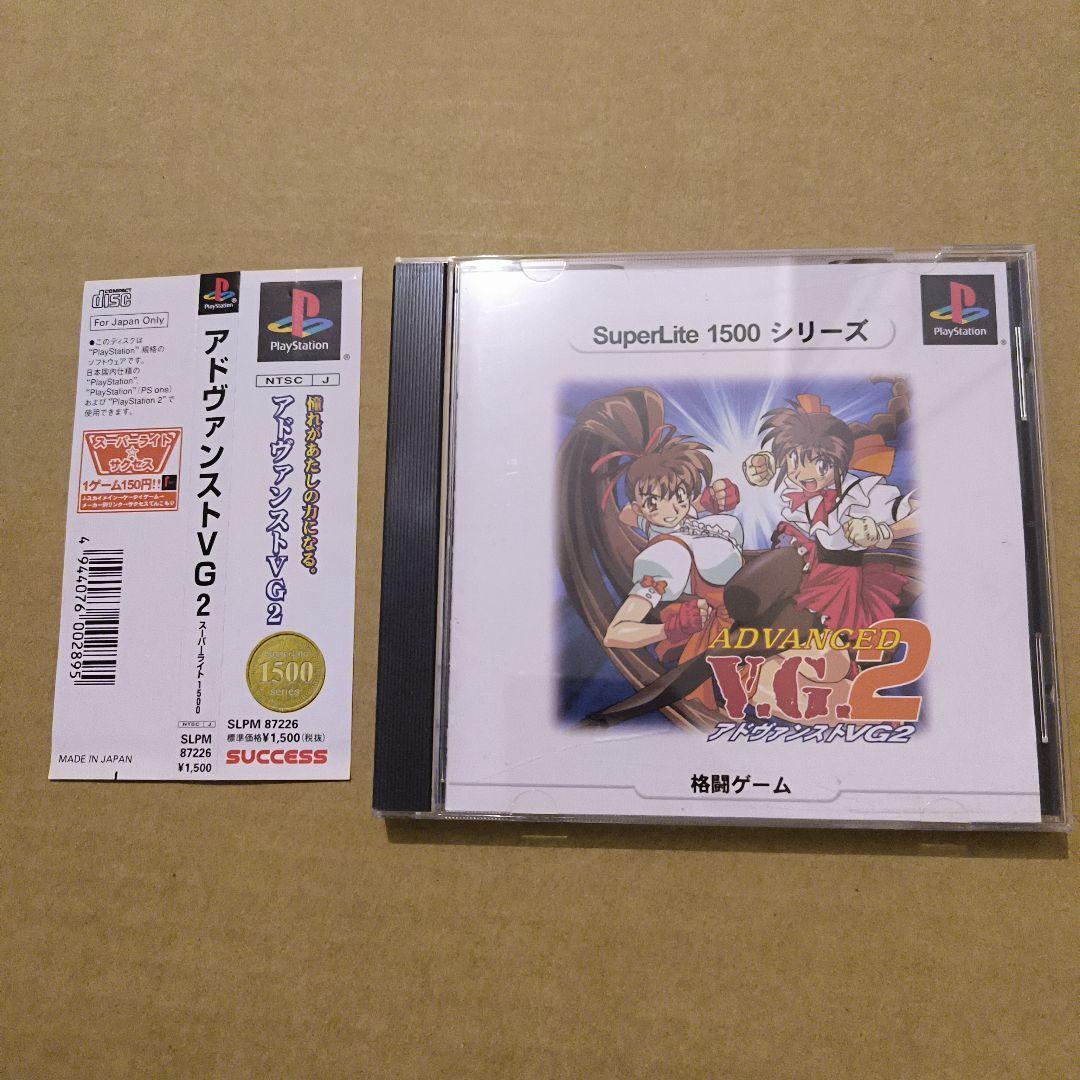 COMPACT
disc
For Japan Only
●このディスクは
"PlayStation"規格の
ソフトウェアです。
日本国内仕様の
"PlayStation",
"PlayStation"(PS one)
および"PlayStation 2"で
使用できます。
スーパーライト
☆
サクセス
1ゲーム150円!!
4 944076 002895
MADE IN JAPAN
PlayStation
アドヴァンストVG2
スーパーライト1500
NTSC J
SLPM
87226
¥1,500
PlayStation
NTSC J
憧れがあたしの力になる。
アドヴァンストVG2
SuperLite
1500
series
SLPM 87226
標準価格¥1,500(税抜)
SUCCESS
SuperLite 1500 シリーズ
PlayStation
ADVANCED
V.G.2
アドヴァンストVG2
格闘ゲーム